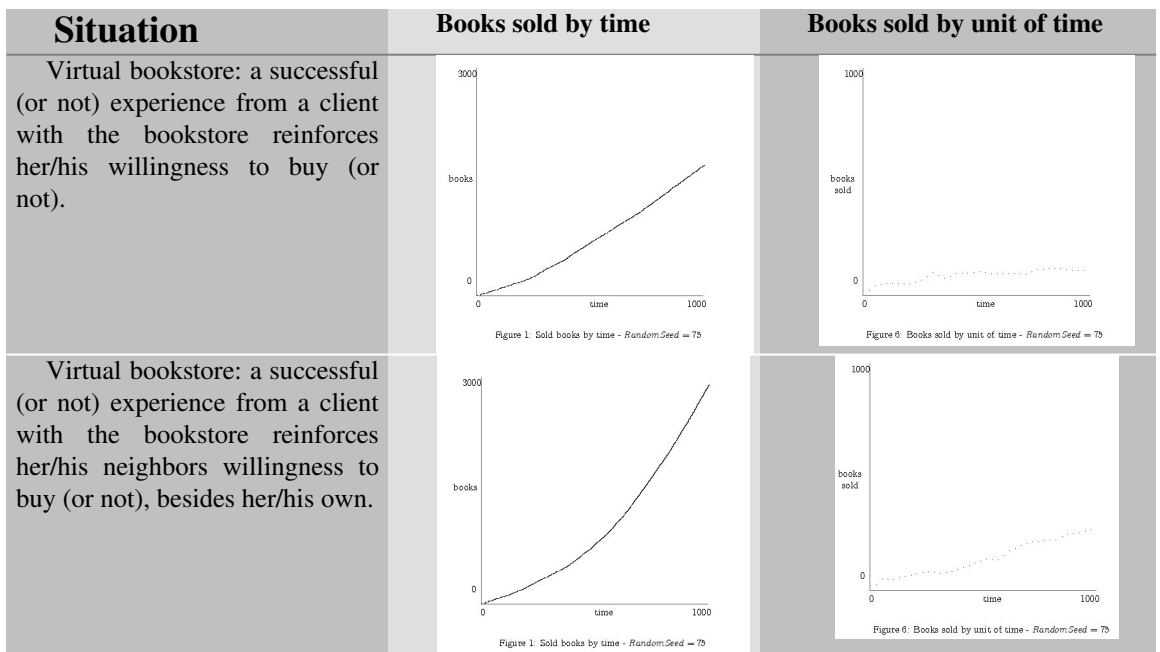 Situation
Books sold by time
Books sold by unit of time
Virtual bookstore: a successful
(or not) experience from a client
with the bookstore reinforces
her/his willingness to buy (or
not).
3000
books
0
0
time
1000
Figure 1: Sold books by time - RandomSeed = 75
1000
books
sold
0
0
time
1000
Figure 6: Books sold by unit of time - RandomSeed = 75
Virtual bookstore: a successful
(or not) experience from a client
with the bookstore reinforces
her/his neighbors willingness to
buy (or not), besides her/his own.
3000
books
0
0
time
1000
Figure 1: Sold books by time - RandomSeed = 75
1000
books
sold
0
0
time
1000
Figure 6: Books sold by unit of time - RandomSeed = 75